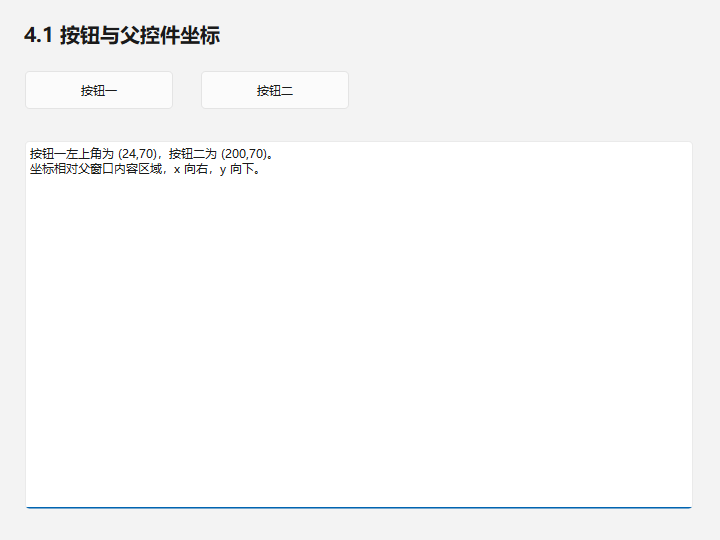 4.1 按钮与父控件坐标
按钮一
按钮二
按钮一左上角为 (24,70)，按钮二为 (200,70)。
坐标相对父窗口内容区域，x 向右，y 向下。